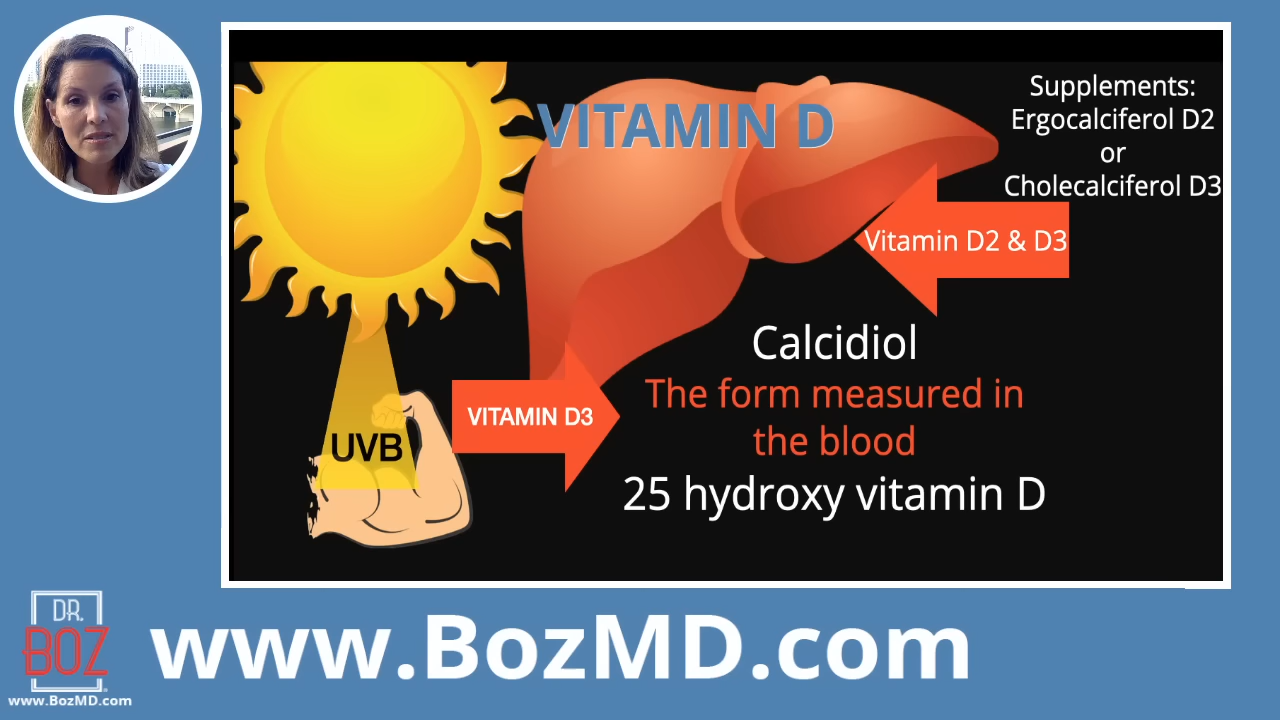 VITAMIN D
Supplements:
Ergocalciferol D2
or
Cholecalciferol D3
Vitamin D2 & D3
Calcidiol
The form measured in
the blood
25 hydroxy vitamin D
VITAMIN D3
UVB
DR.
BOZ
www.BozMD.com
www.BozMD.com